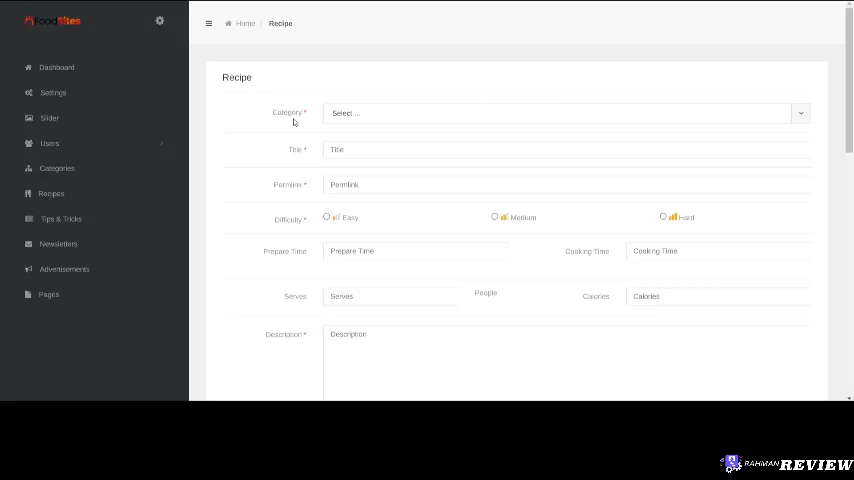 FoodSites
Home / Recipe
Dashboard
Settings
Slider
Users
Categories
Recipes
Tips & Tricks
Newsletters
Advertisements
Pages
Recipe
Category * Select ...
Title * Title
Permlink * Permlink
Difficulty * Easy Medium Hard
Prepare Time Prepare Time Cooking Time Cooking Time
Serves Serves People Calories Calories
Description * Description
RAHMAN REVIEW